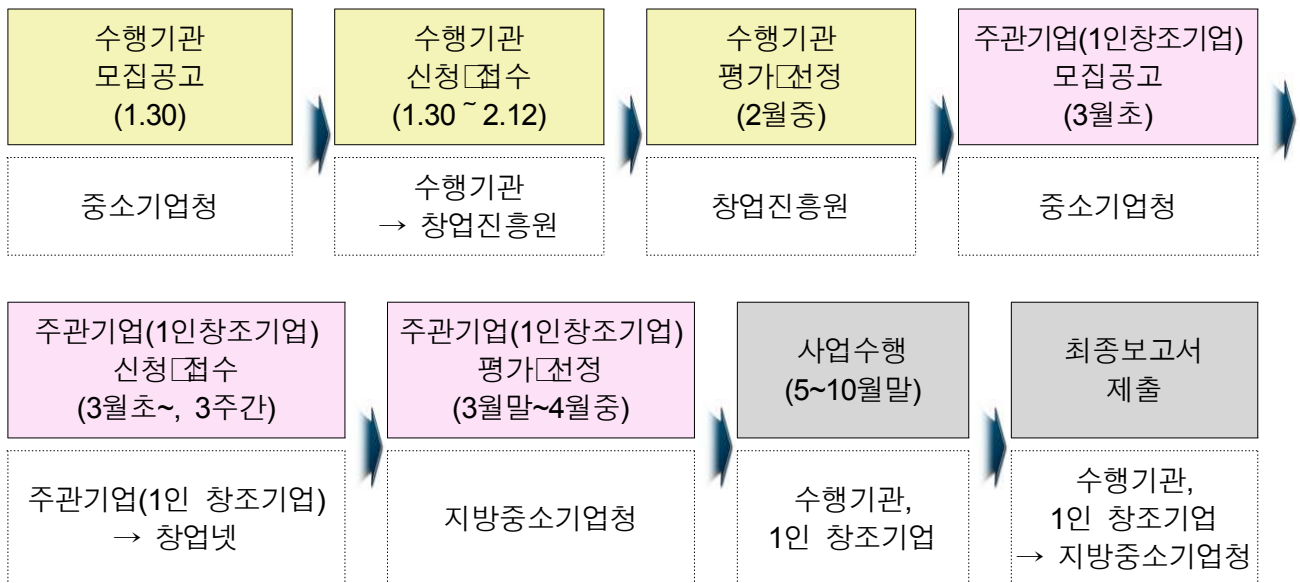 수행기관
모집공고
(1.30)
수행기관
신청□접수
(1.30 ~ 2.12)
수행기관
평가□선정
(2월중)
주관기업(1인창조기업)
모집공고
(3월초)
중소기업청
수행기관
→ 창업진흥원
창업진흥원
중소기업청
주관기업(1인창조기업)
신청□접수
(3월초~, 3주간)
주관기업(1인창조기업)
평가□선정
(3월말~4월중)
사업수행
(5~10월말)
최종보고서
제출
주관기업(1인 창조기업)
→ 창업넷
지방중소기업청
수행기관,
1인 창조기업
수행기관,
1인 창조기업
→ 지방중소기업청